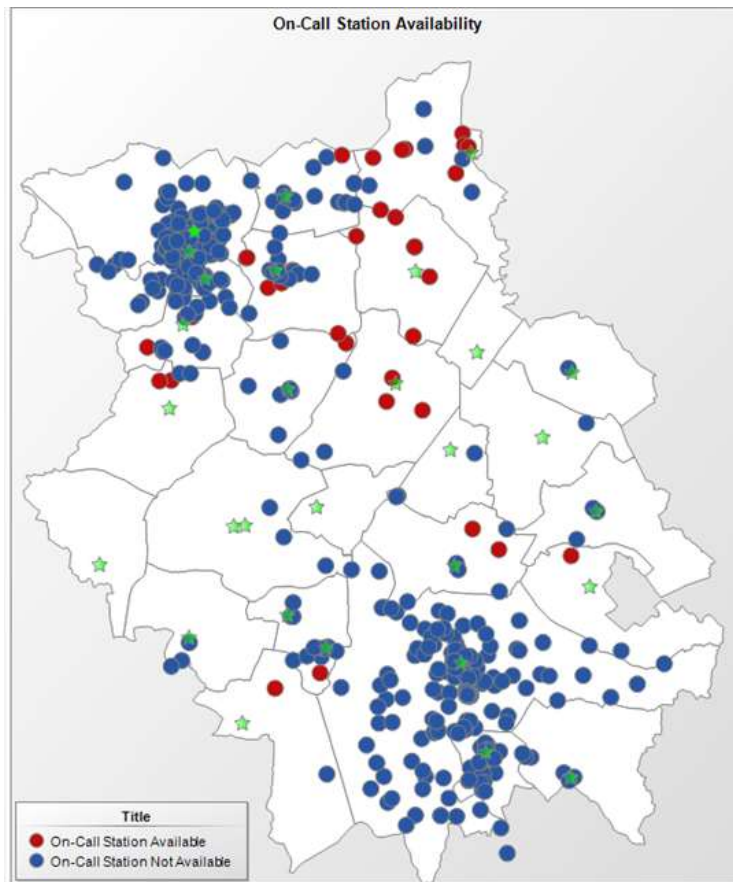 On-Call Station Availability
Title
On-Call Station Available
On-Call Station Not Available